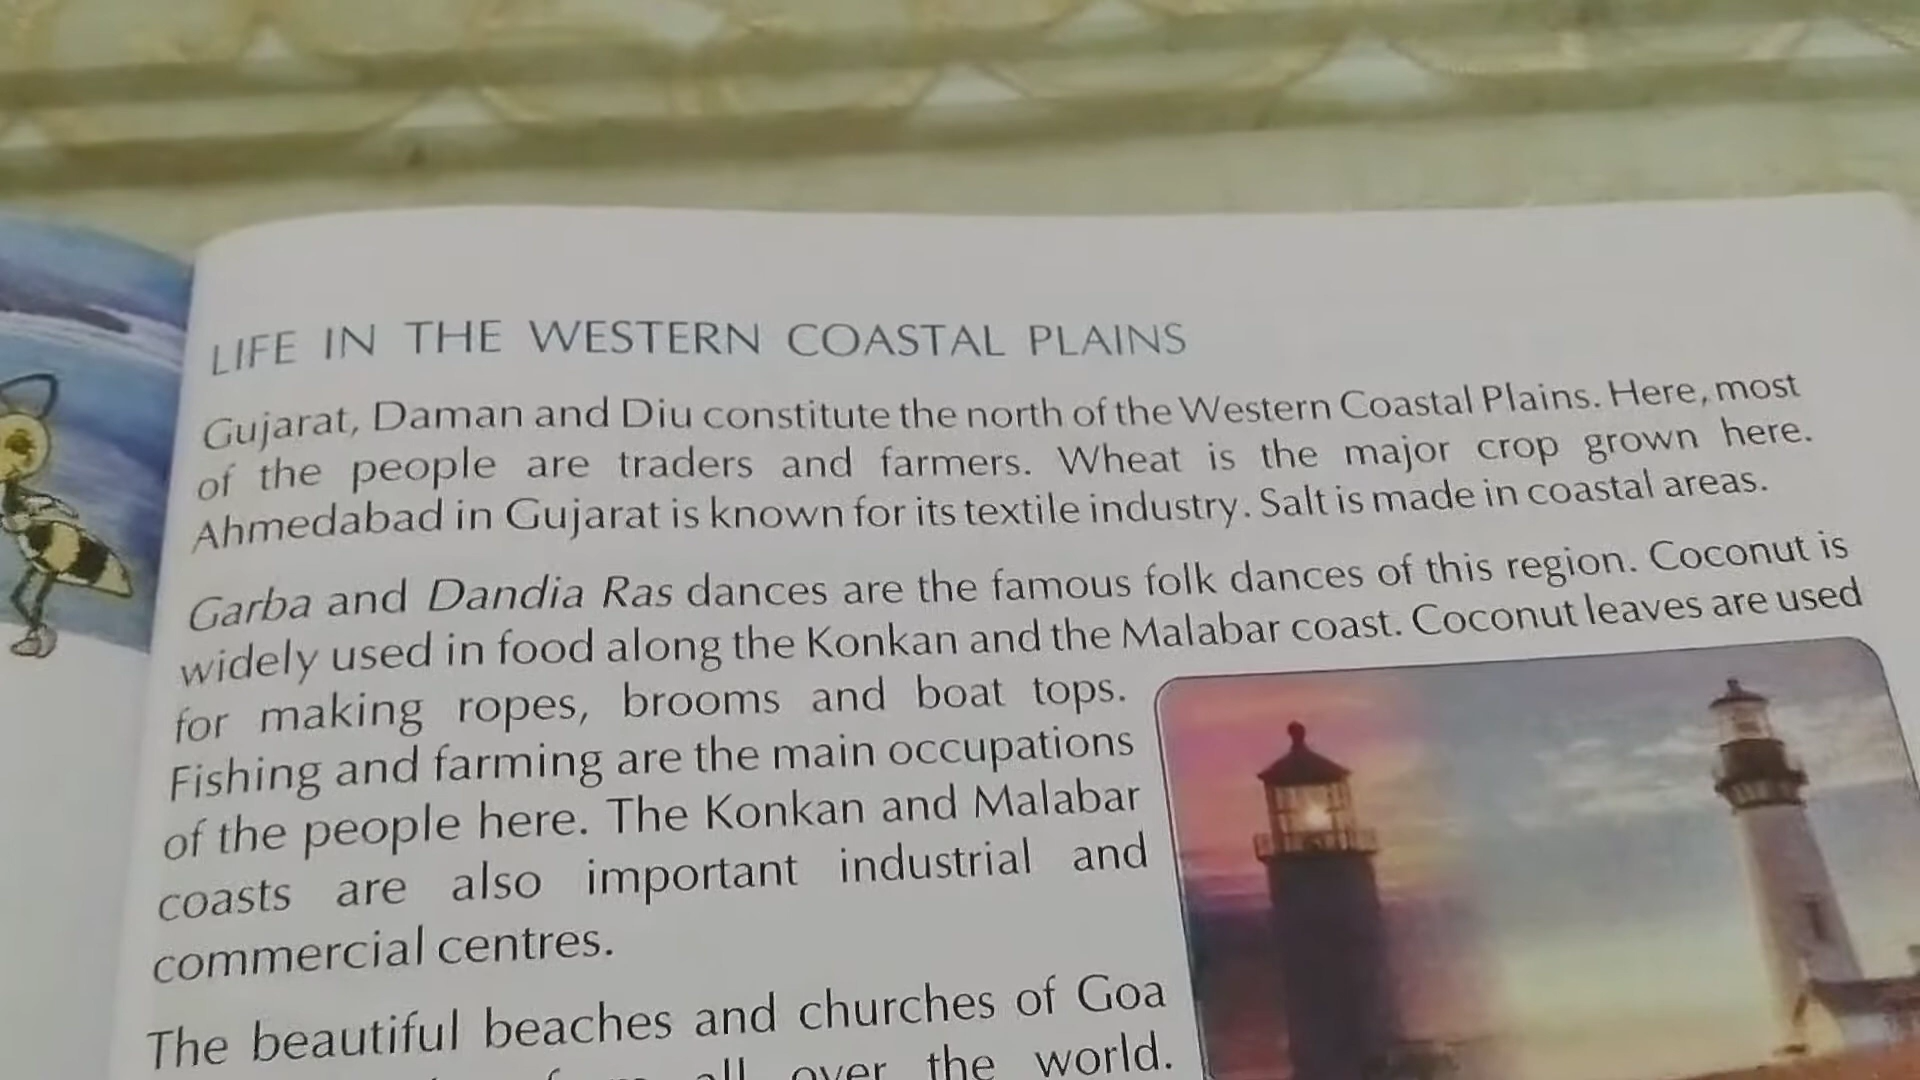 LIFE IN THE WESTERN COASTAL PLAINS
Gujarat, Daman and Diu constitute the north of the Western Coastal Plains. Here, most
of the people are traders and farmers. Wheat is the major crop grown here.
Ahmedabad in Gujarat is known for its textile industry. Salt is made in coastal areas.
Garba and Dandia Ras dances are the famous folk dances of this region. Coconut is
widely used in food along the Konkan and the Malabar coast. Coconut leaves are used
for making ropes, brooms and boat tops.
Fishing and farming are the main occupations
of the people here. The Konkan and Malabar
coasts are also important industrial and
commercial centres.
The beautiful beaches and churches of Goa
all over the world.